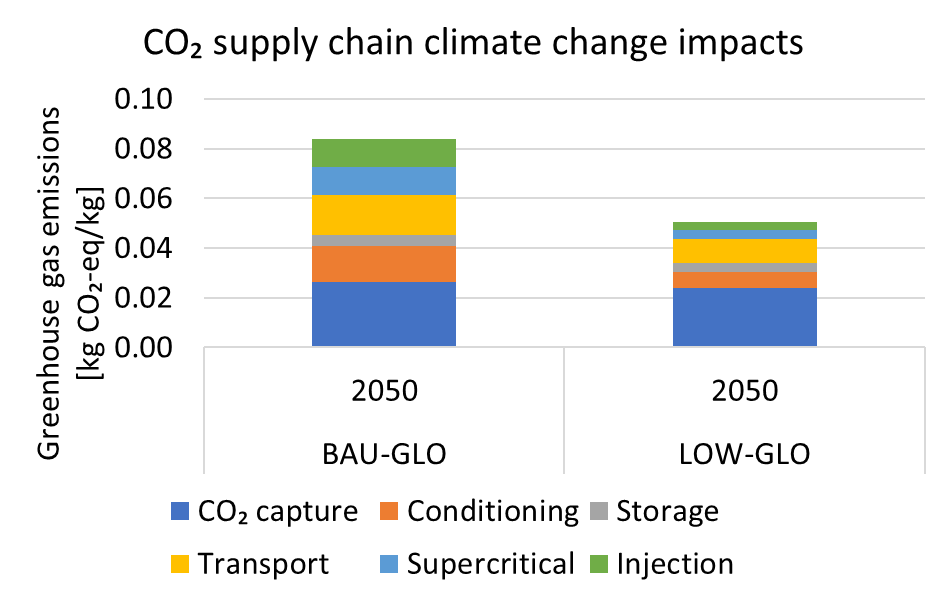 CO₂ supply chain climate change impacts
Greenhouse gas emissions
[kg CO₂-eq/kg]
0.10
0.08
0.06
0.04
0.02
0.00
2050
2050
BAU-GLO
LOW-GLO
CO₂ capture
Conditioning
Storage
Transport
Supercritical
Injection